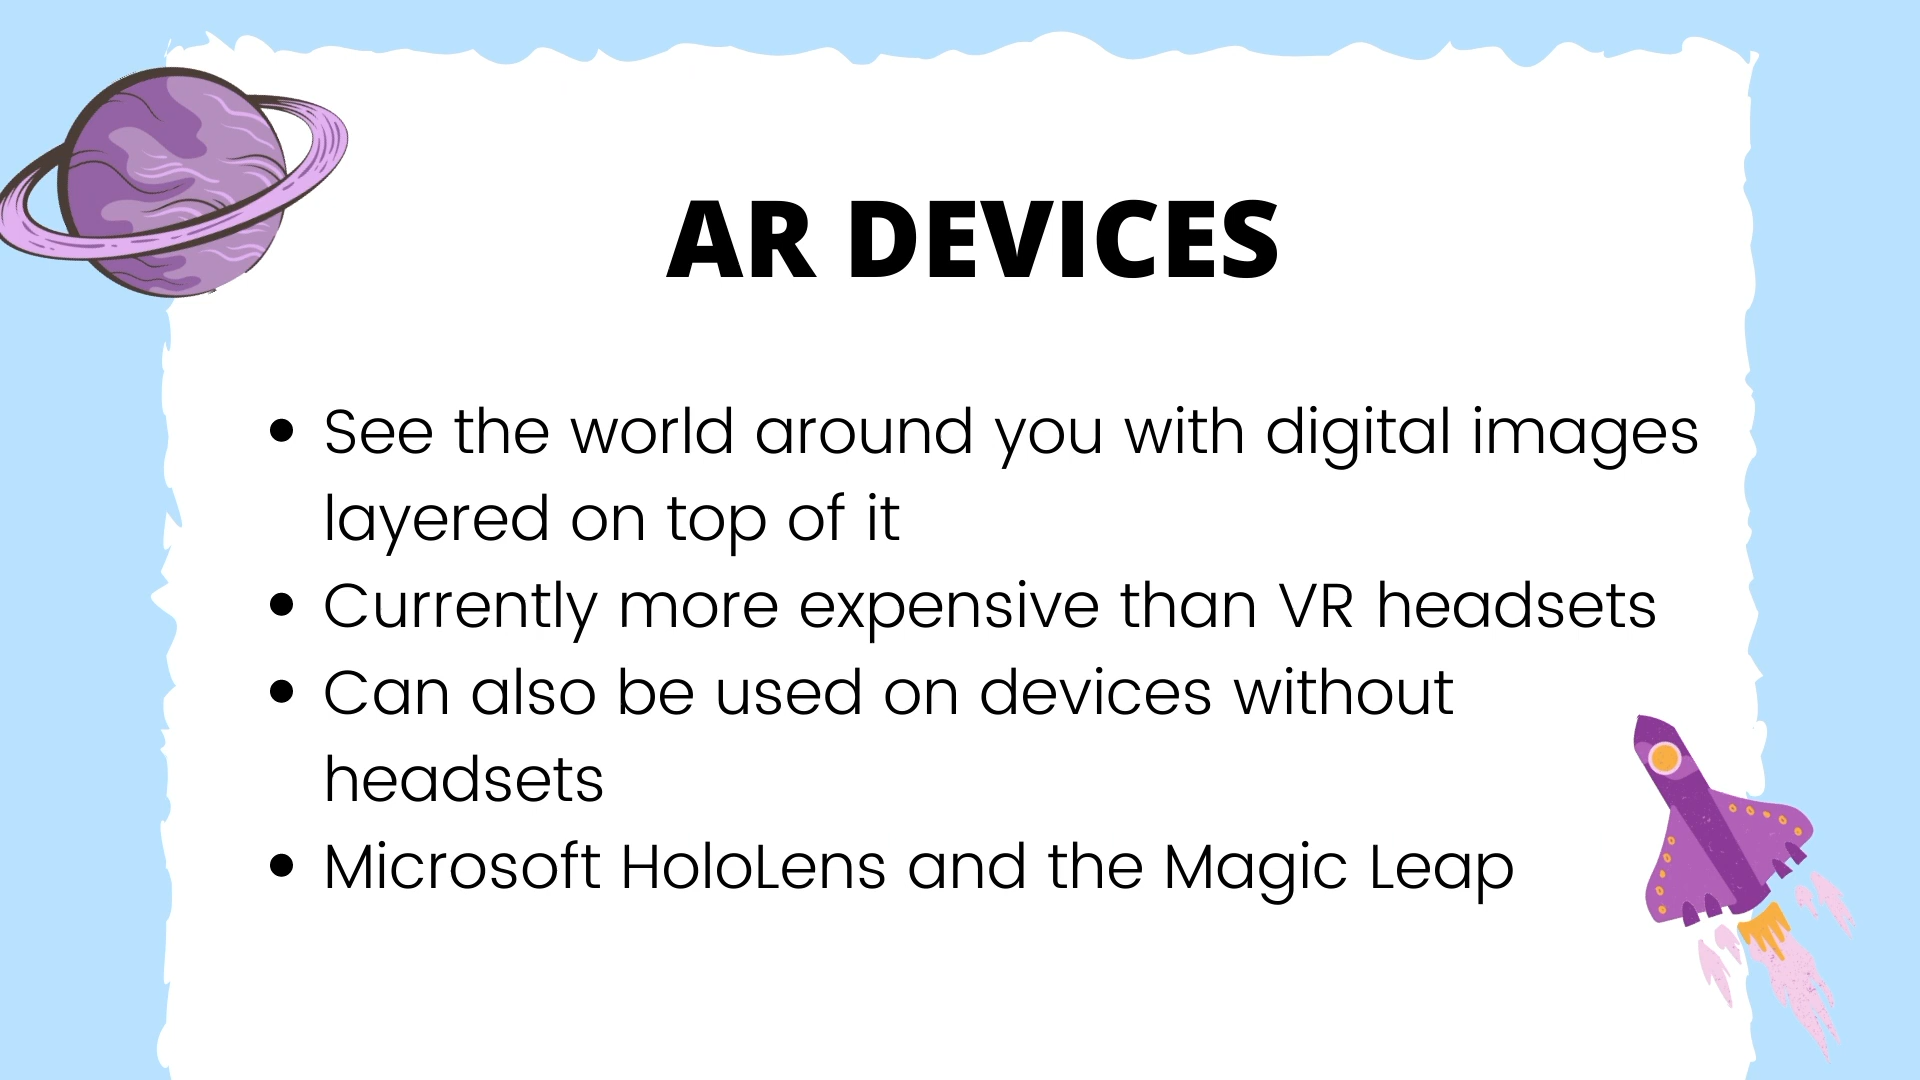 AR DEVICES
• See the world around you with digital images
layered on top of it
• Currently more expensive than VR headsets
• Can also be used on devices without
headsets
• Microsoft HoloLens and the Magic Leap